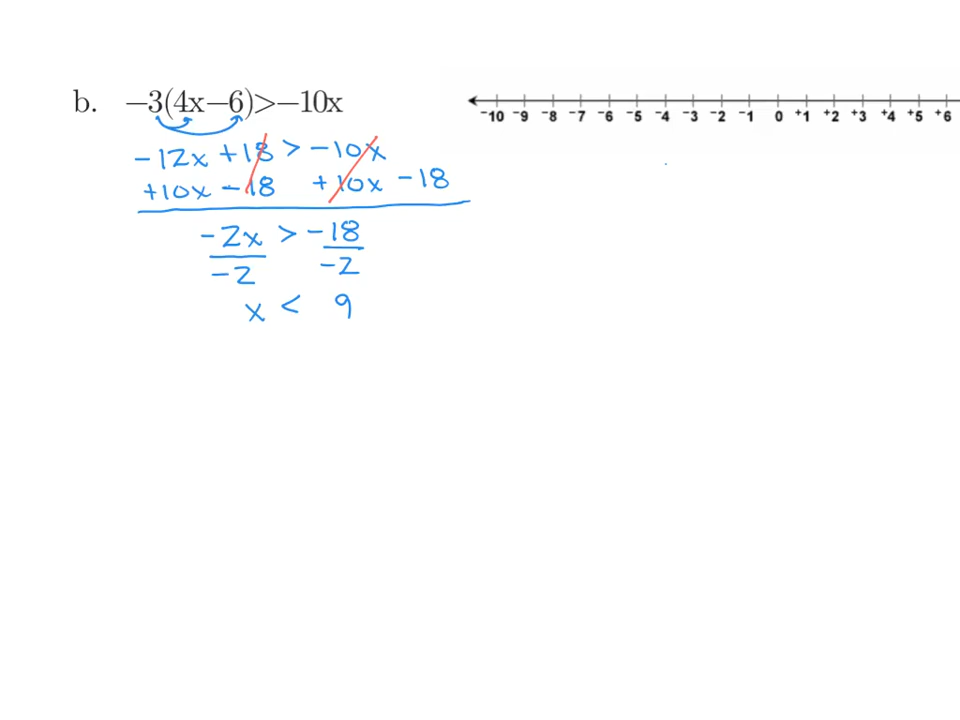 b. −3(4x−6)>−10x
-10 -9 -8 -7 -6 -5 -4 -3 -2 -1 0 +1 +2 +3 +4 +5 +6
-12x +18 > -10x
+10x -18 +10x -18
-2x > -18
-2 -2
x < 9